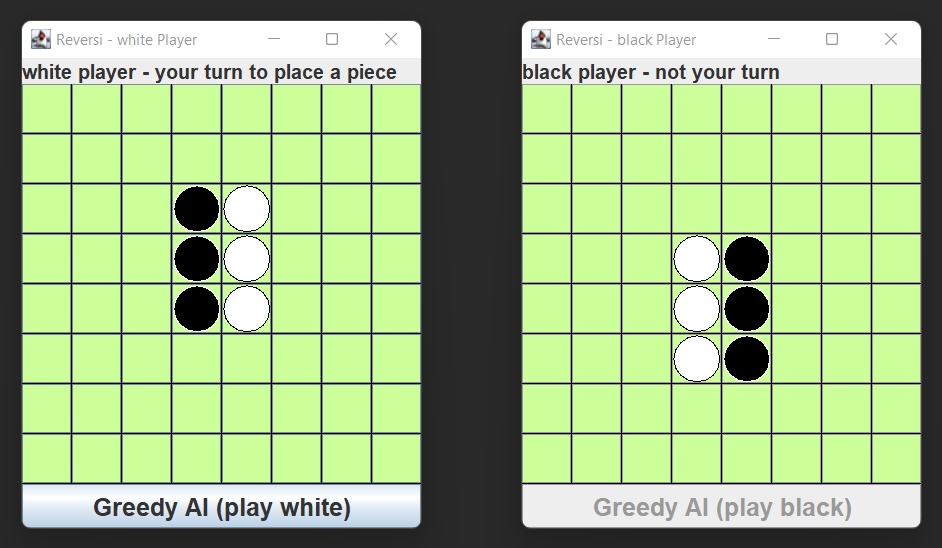 Reversi - white Player
white player - your turn to place a piece
Greedy AI (play white)
Reversi - black Player
black player - not your turn
Greedy AI (play black)